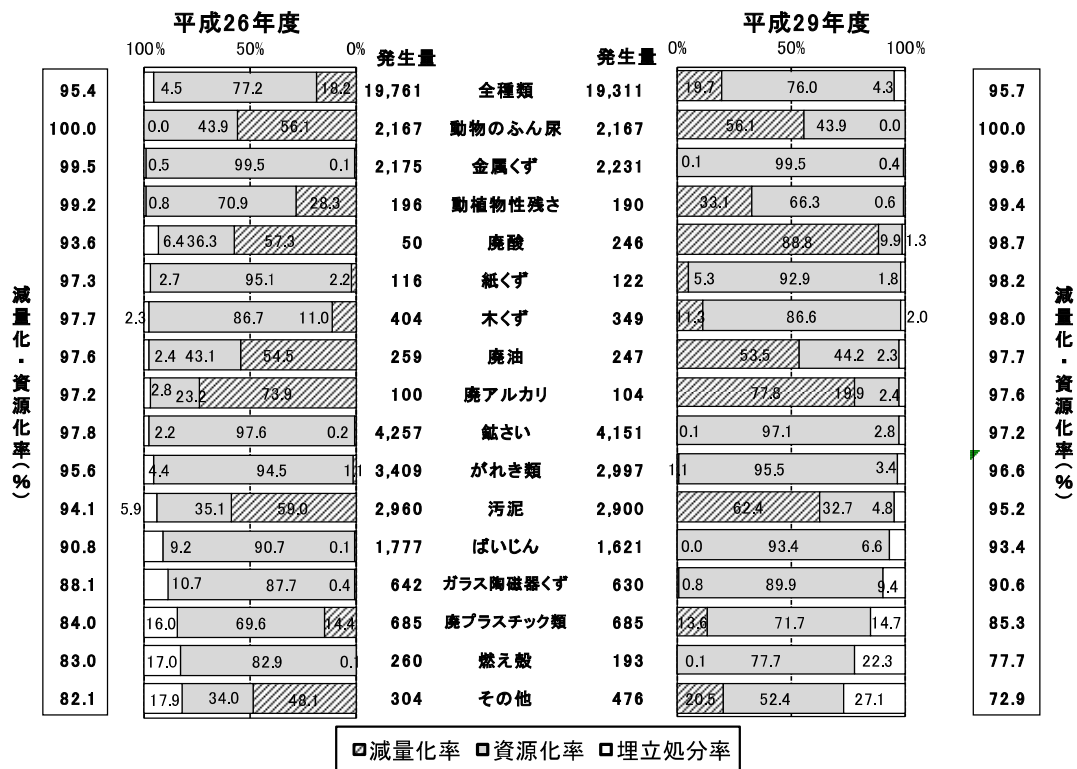 平成26年度 平成29年度
100% 50% 0% 発生量 発生量 0% 50% 100%
95.4 4.5 77.2 18.2 19,761 全種類 19,311 19.7 76.0 4.3 95.7
100.0 0.0 43.9 56.1 2,167 動物のふん尿 2,167 56.1 43.9 0.0 100.0
99.5 0.5 99.5 0.1 2,175 金属くず 2,231 0.1 99.5 0.4 99.6
99.2 0.8 70.9 28.3 196 動植物性残さ 190 33.1 66.3 0.6 99.4
93.6 6.4 36.3 57.3 50 廃酸 246 88.8 9.9 1.3 98.7
97.3 2.7 95.1 2.2 116 紙くず 122 5.3 92.9 1.8 98.2
97.7 2.3 86.7 11.0 404 木くず 349 11.3 86.6 2.0 98.0
97.6 2.4 43.1 54.5 259 廃油 247 53.5 44.2 2.3 97.7
97.2 2.8 23.2 73.9 100 廃アルカリ 104 77.8 19.9 2.4 97.6
97.8 2.2 97.6 0.2 4,257 鉱さい 4,151 0.1 97.1 2.8 97.2
95.6 4.4 94.5 1.1 3,409 がれき類 2,997 1.1 95.5 3.4 96.6
94.1 5.9 35.1 59.0 2,960 汚泥 2,900 62.4 32.7 4.8 95.2
90.8 9.2 90.7 0.1 1,777 ばいじん 1,621 0.0 93.4 6.6 93.4
88.1 10.7 87.7 0.4 642 ガラス陶磁器くず 630 0.8 89.9 9.4 90.6
84.0 16.0 69.6 14.4 685 廃プラスチック類 685 13.6 71.7 14.7 85.3
83.0 17.0 82.9 0.1 260 燃え殻 193 0.1 77.7 22.3 77.7
82.1 17.9 34.0 48.1 304 その他 476 20.5 52.4 27.1 72.9
減量化・資源化率(%)
減量化・資源化率(%)
減量化率 資源化率 埋立処分率